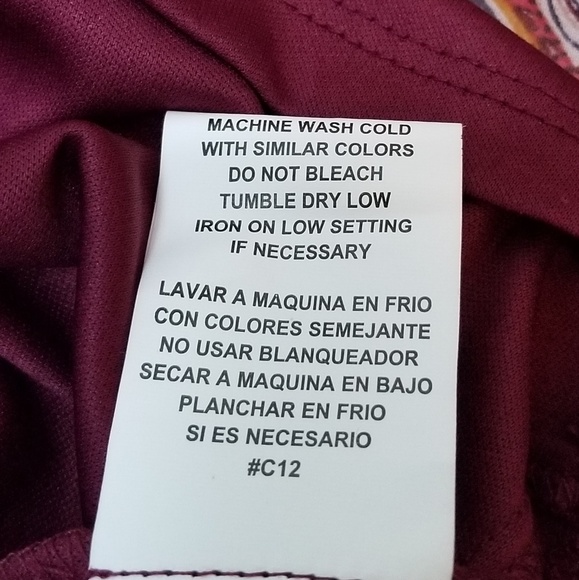 MACHINE WASH COLD
WITH SIMILAR COLORS
DO NOT BLEACH
TUMBLE DRY LOW
IRON ON LOW SETTING
IF NECESSARY
LAVAR A MAQUINA EN FRIO
CON COLORES SEMEJANTE
NO USAR BLANQUEADOR
SECAR A MAQUINA EN BAJO
PLANCHAR EN FRIO
SI ES NECESARIO
#C12